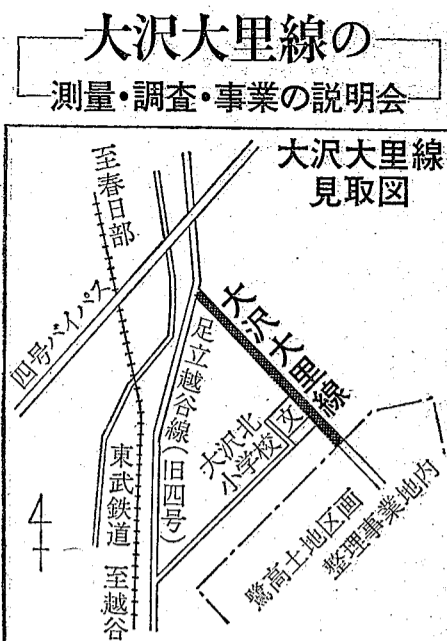 大沢大里線の
測量・調査・事業の説明会
大沢大里線
見取図
至春日部
四号バイパス
大沢大里線
足立越谷線(旧四号)
大沢北
小学校
文
東武鉄道
至越谷
鷺高土地区画
整理事業地内